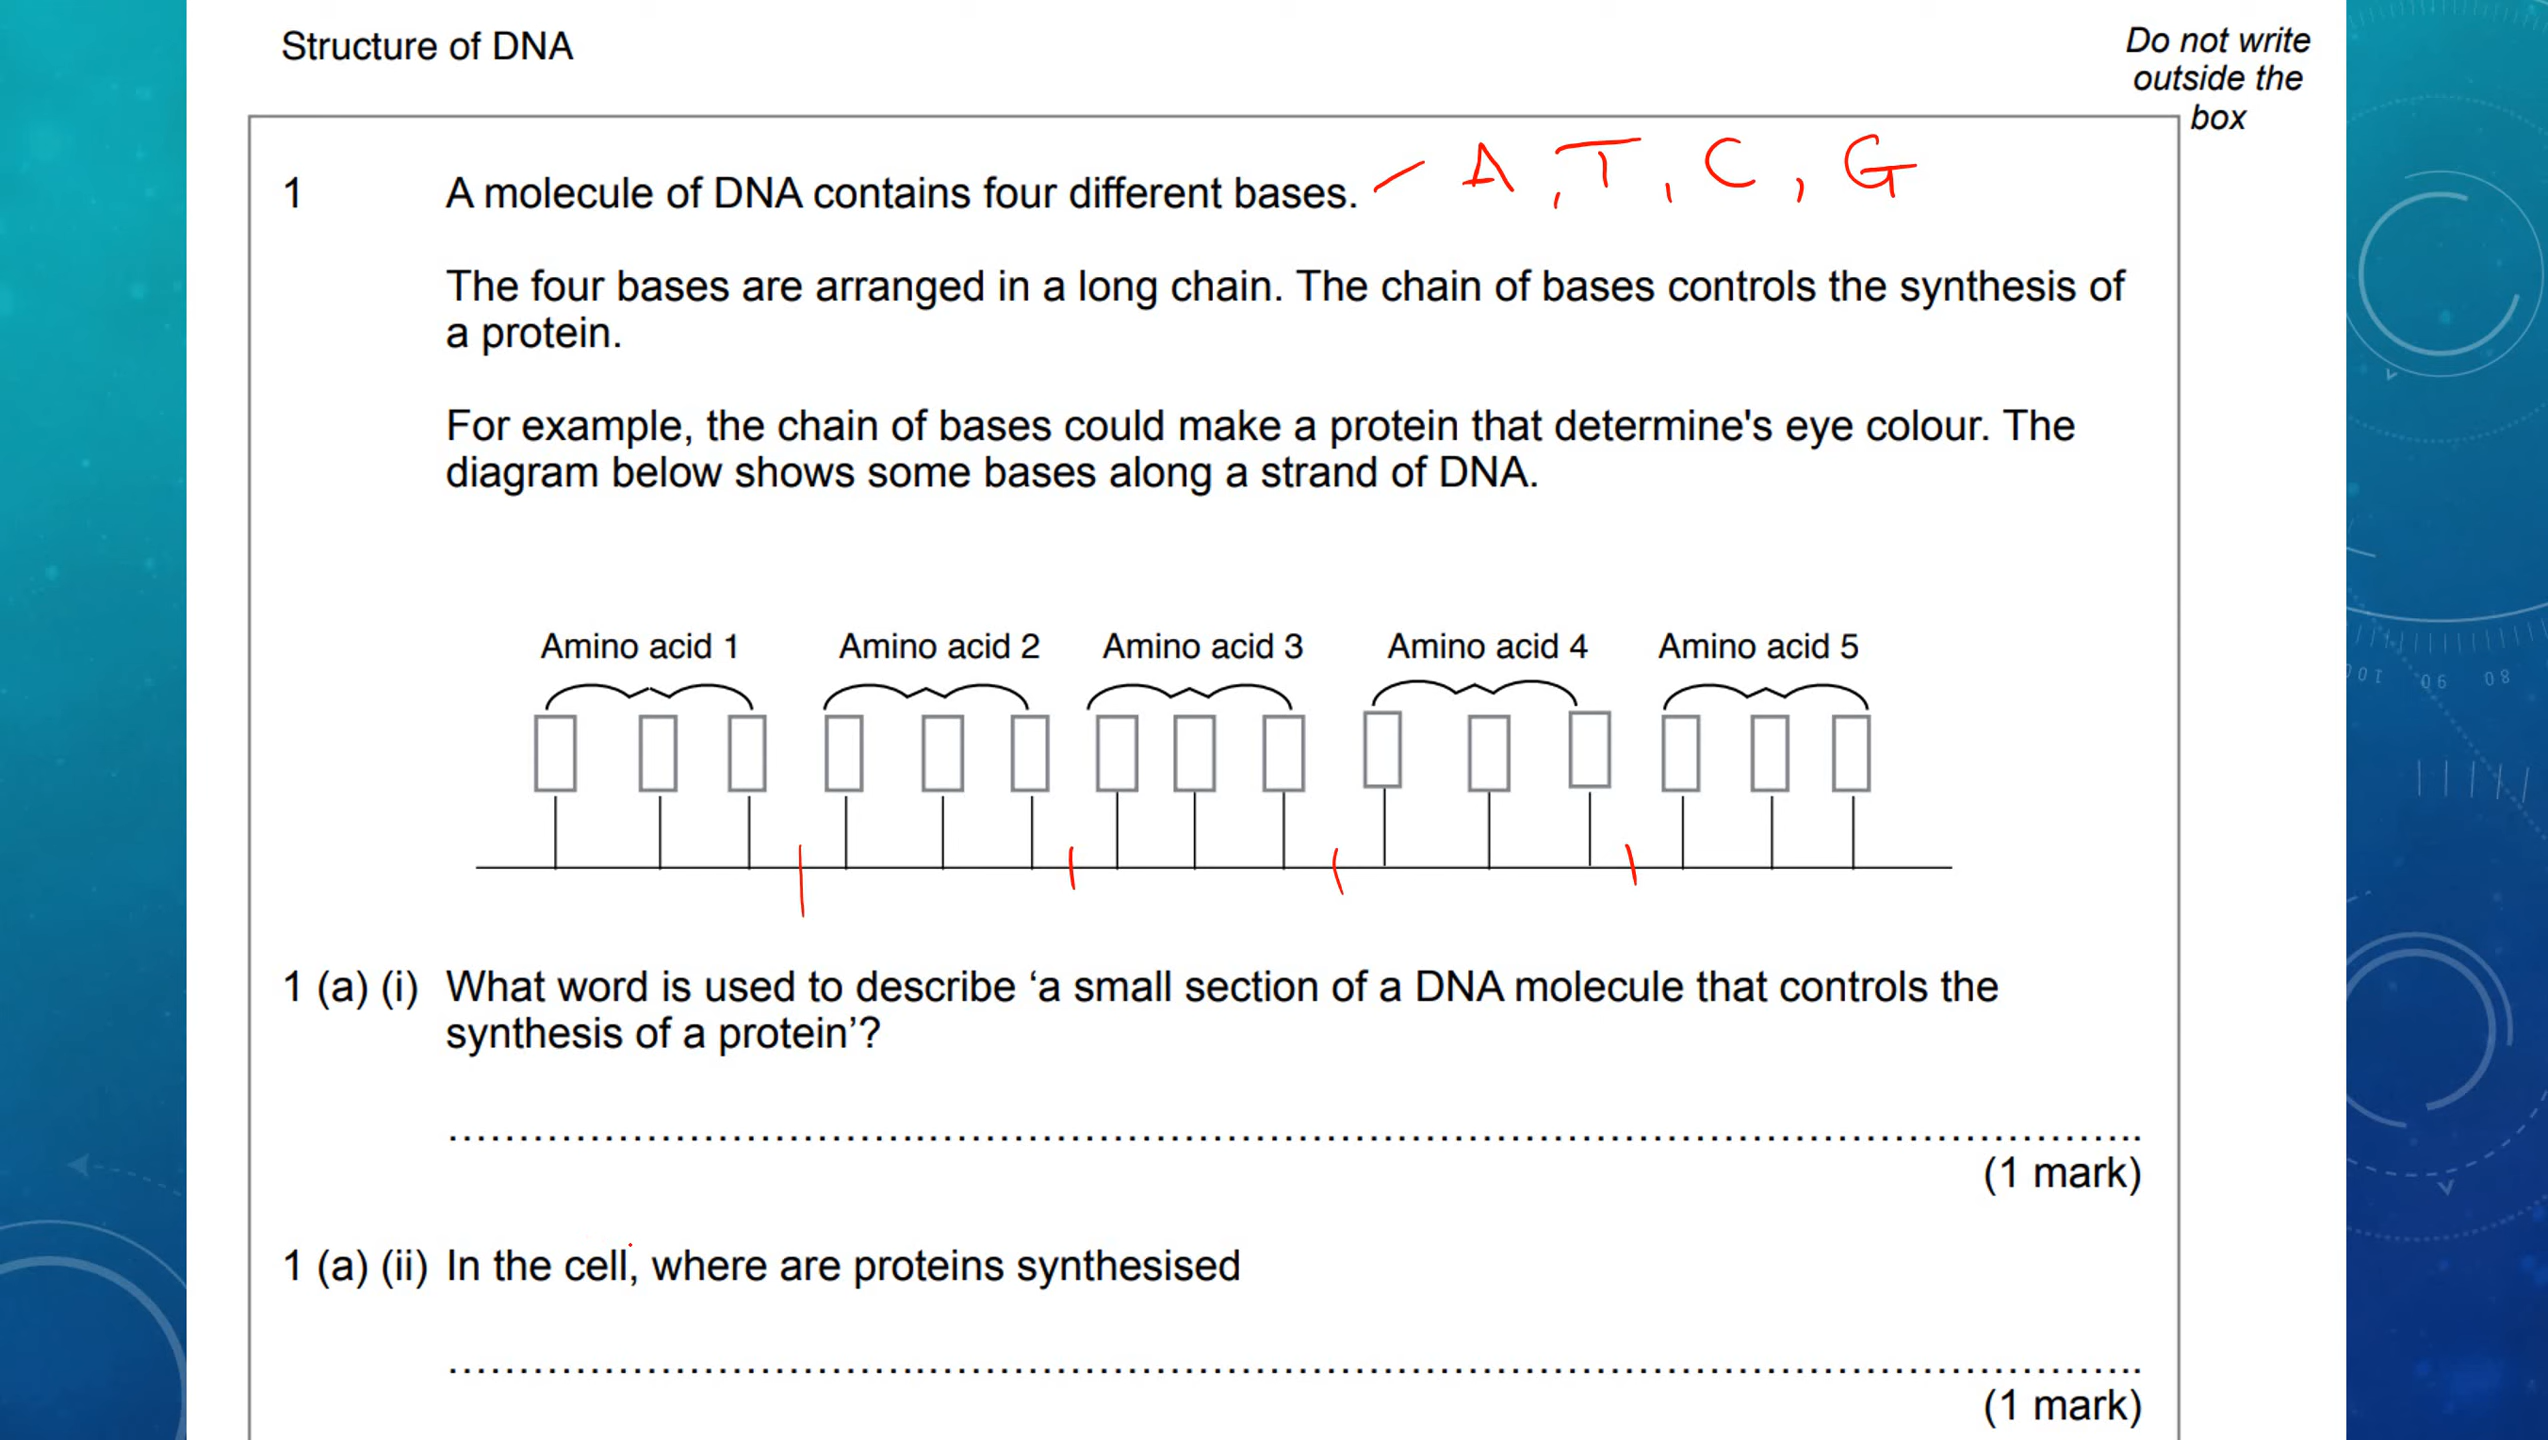 Structure of DNA
Do not write
outside the
box
1 A molecule of DNA contains four different bases. – A, T, C, G
The four bases are arranged in a long chain. The chain of bases controls the synthesis of
a protein.
For example, the chain of bases could make a protein that determine's eye colour. The
diagram below shows some bases along a strand of DNA.
Amino acid 1 Amino acid 2 Amino acid 3 Amino acid 4 Amino acid 5
1 (a) (i) What word is used to describe ‘a small section of a DNA molecule that controls the
synthesis of a protein’?
(1 mark)
1 (a) (ii) In the cell, where are proteins synthesised
(1 mark)